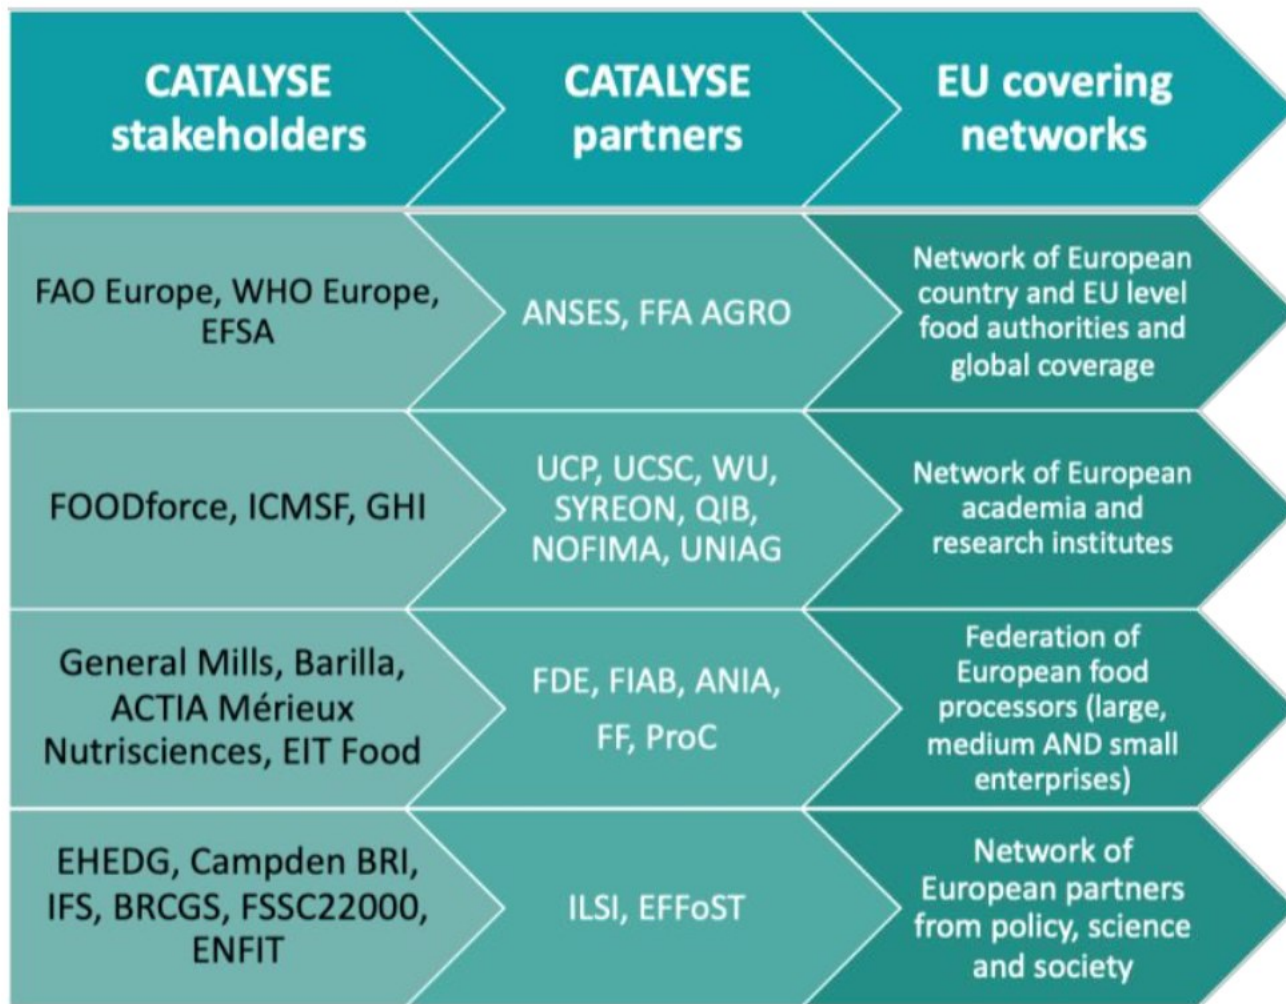 CATALYSE
stakeholders
CATALYSE
partners
EU covering
networks
FAO Europe, WHO Europe,
EFSA
ANSES, FFA AGRO
Network of European
country and EU level
food authorities and
global coverage
FOODforce, ICMSF, GHI
UCP, UCSC, WU,
SYREON, QIB,
NOFIMA, UNIAG
Network of European
academia and
research institutes
General Mills, Barilla,
ACTIA Mérieux
Nutrisciences, EIT Food
FDE, FIAB, ANIA,
FF, ProC
Federation of
European food
processors (large,
medium AND small
enterprises)
EHEDG, Campden BRI,
IFS, BRCGS, FSSC22000,
ENFIT
ILSI, EFFoST
Network of
European partners
from policy, science
and society